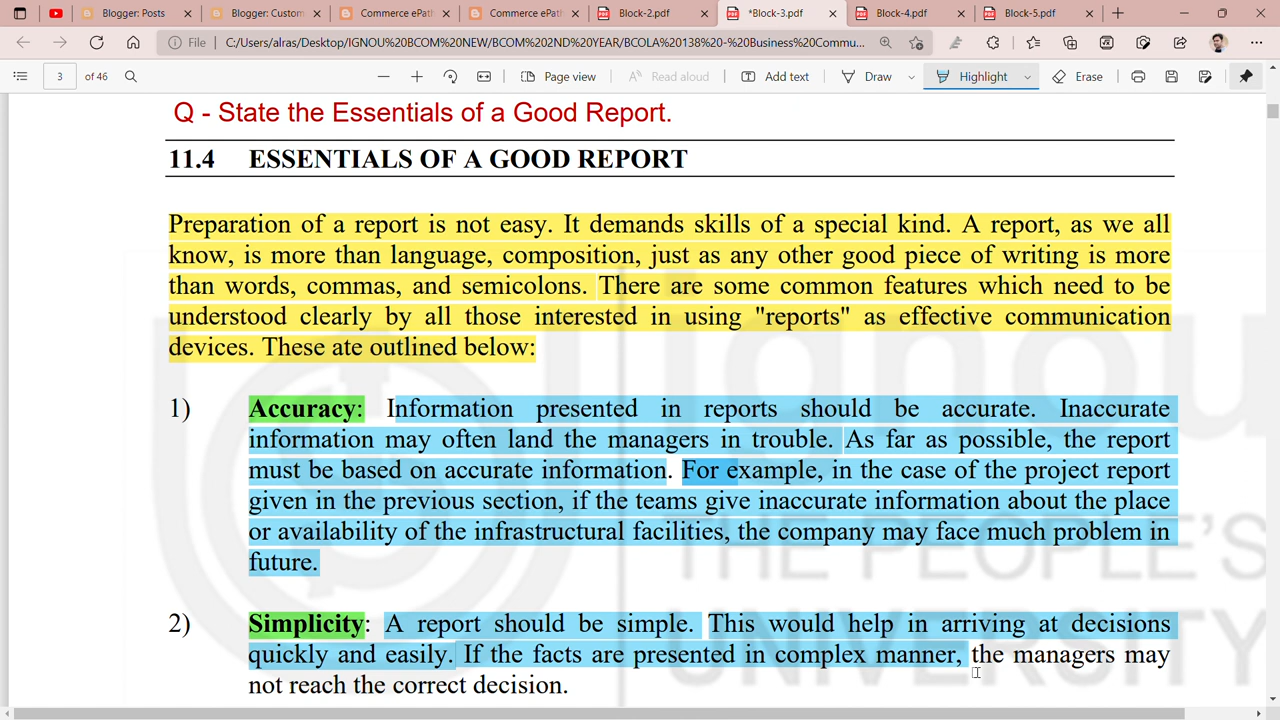 Blogger: Posts
Blogger: Custom
Commerce ePath
Commerce ePath
Block-2.pdf
*Block-3.pdf
Block-4.pdf
Block-5.pdf
File
C:/Users/alras/Desktop/IGNOU%20BCOM%20NEW/BCOM%202ND%20YEAR/BCOLA%20138%20-%20Business%20Commu...
3 of 46
Page view
Read aloud
Add text
Draw
Highlight
Erase
Q - State the Essentials of a Good Report.
11.4 ESSENTIALS OF A GOOD REPORT
Preparation of a report is not easy. It demands skills of a special kind. A report, as we all
know, is more than language, composition, just as any other good piece of writing is more
than words, commas, and semicolons. There are some common features which need to be
understood clearly by all those interested in using "reports" as effective communication
devices. These ate outlined below:
1) Accuracy: Information presented in reports should be accurate. Inaccurate
information may often land the managers in trouble. As far as possible, the report
must be based on accurate information. For example, in the case of the project report
given in the previous section, if the teams give inaccurate information about the place
or availability of the infrastructural facilities, the company may face much problem in
future.
2) Simplicity: A report should be simple. This would help in arriving at decisions
quickly and easily. If the facts are presented in complex manner, the managers may
not reach the correct decision.
ignou
THE PEOPLE'S
UNIVERSITY